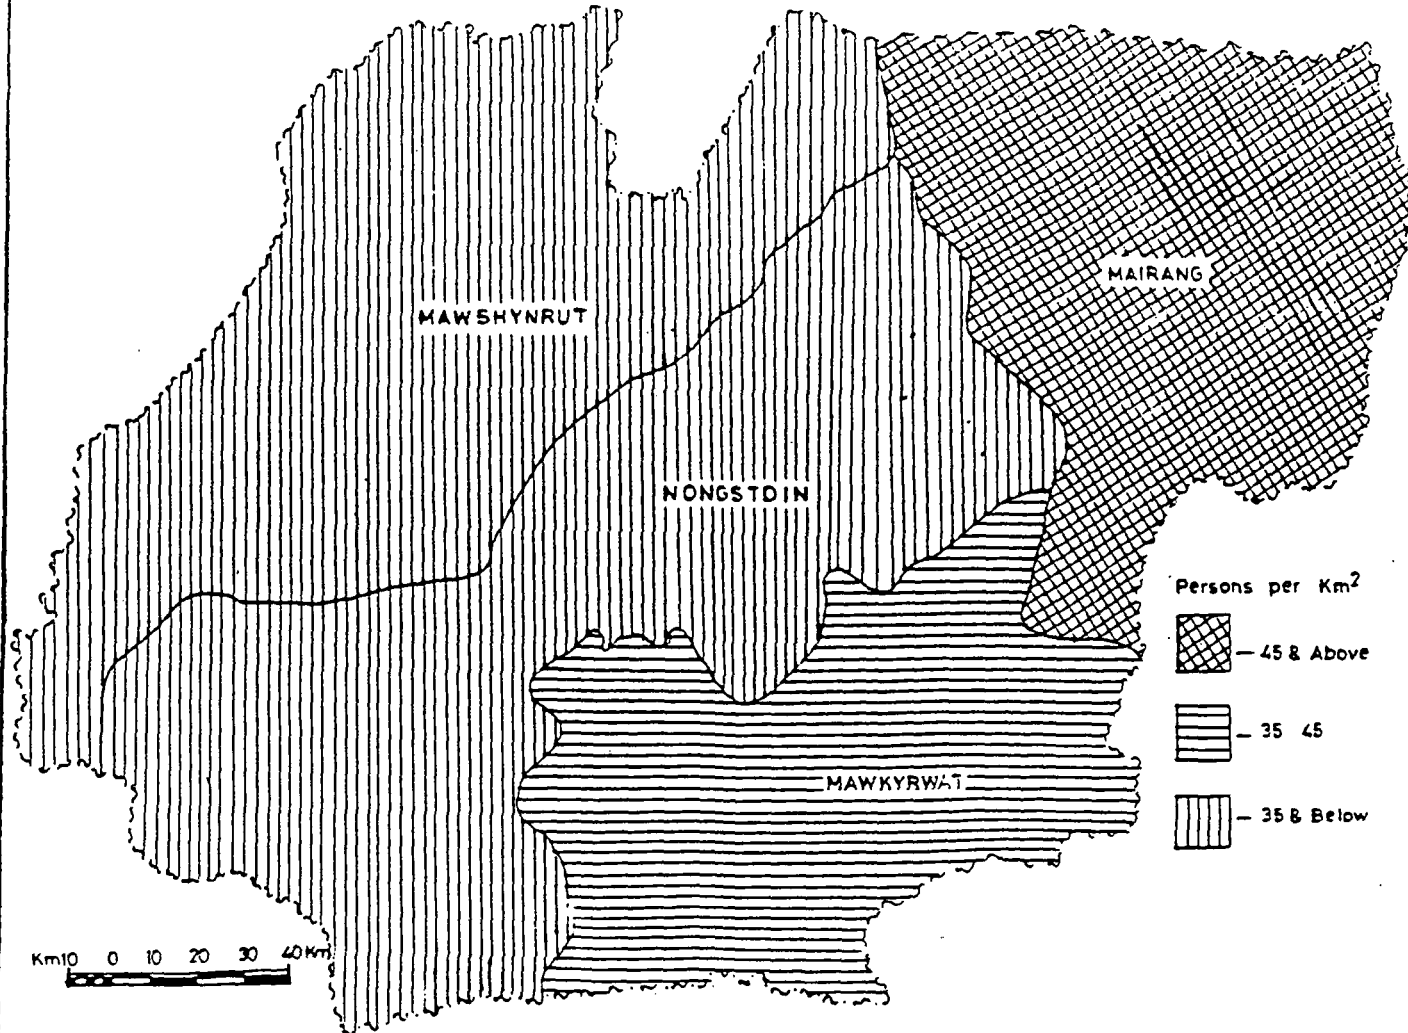 MAWSHYNRUT
MAIRANG
NONGSTOIN
MAWKYRWAT
Persons per Km²
– 45 & Above
– 35 45
– 35 & Below
Km10 0 10 20 30 40Km